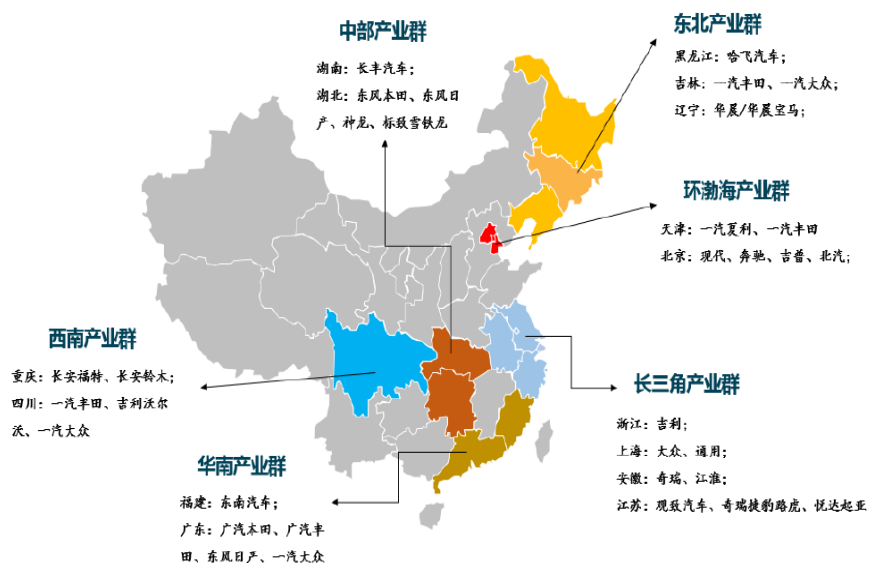 中部产业群
湖南：长丰汽车；
湖北：东风本田、东风日
产、神龙、标致雪铁龙
东北产业群
黑龙江：哈飞汽车；
吉林：一汽丰田、一汽大众；
辽宁：华晨/华晨宝马；
环渤海产业群
天津：一汽夏利、一汽丰田
北京：现代、奔驰、吉普、北汽；
西南产业群
重庆：长安福特、长安铃木；
四川：一汽丰田、吉利沃尔
沃、一汽大众
长三角产业群
浙江：吉利；
上海：大众、通用；
安徽：奇瑞、江淮；
江苏：观致汽车、奇瑞捷豹路虎、悦达起亚
华南产业群
福建：东南汽车；
广东：广汽本田、广汽丰
田、东风日产、一汽大众